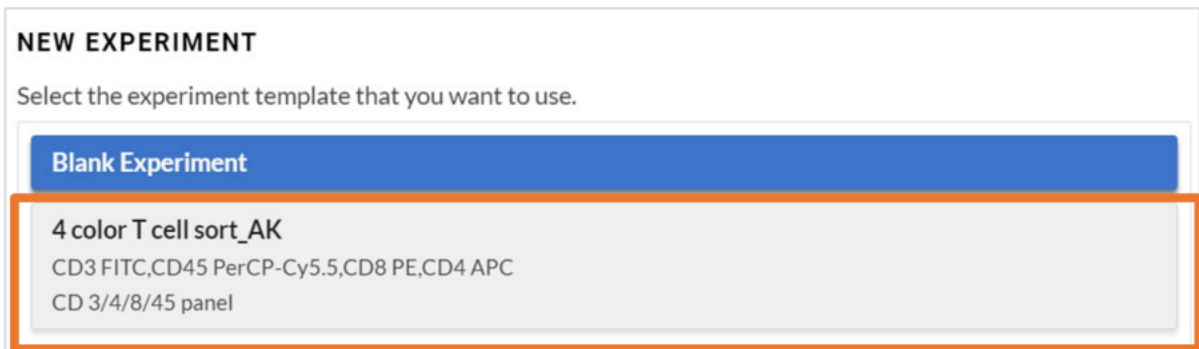 NEW EXPERIMENT
Select the experiment template that you want to use.
Blank Experiment
4 color T cell sort_AK
CD3 FITC,CD45 PerCP-Cy5.5,CD8 PE,CD4 APC
CD 3/4/8/45 panel